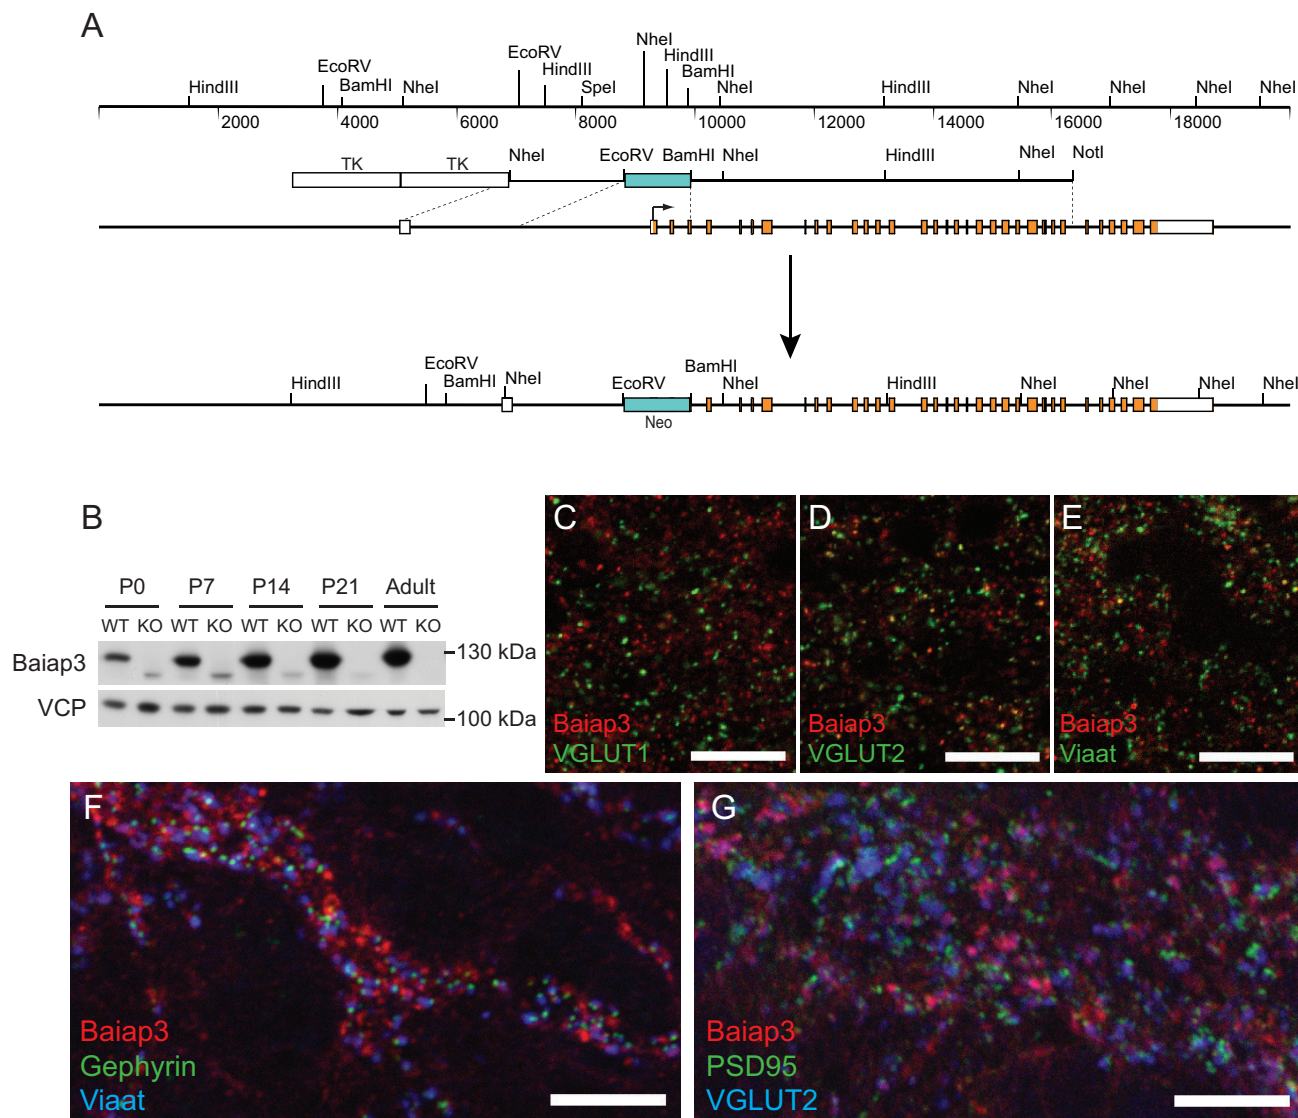 A
HindIII EcoRV BamHI NheI EcoRV HindIII SpeI NheI HindIII BamHI NheI HindIII NheI NheI NheI NheI
2000 4000 6000 8000 10000 12000 14000 16000 18000
TK TK NheI EcoRV BamHI NheI HindIII NheI NotI
HindIII EcoRV BamHI NheI EcoRV BamHI NheI HindIII NheI NheI NheI NheI
Neo
B
P0 P7 P14 P21 Adult
WT KO WT KO WT KO WT KO WT KO
Baiap3 130 kDa
VCP 100 kDa
C
Baiap3
VGLUT1
D
Baiap3
VGLUT2
E
Baiap3
Viaat
F
Baiap3
Gephyrin
Viaat
G
Baiap3
PSD95
VGLUT2